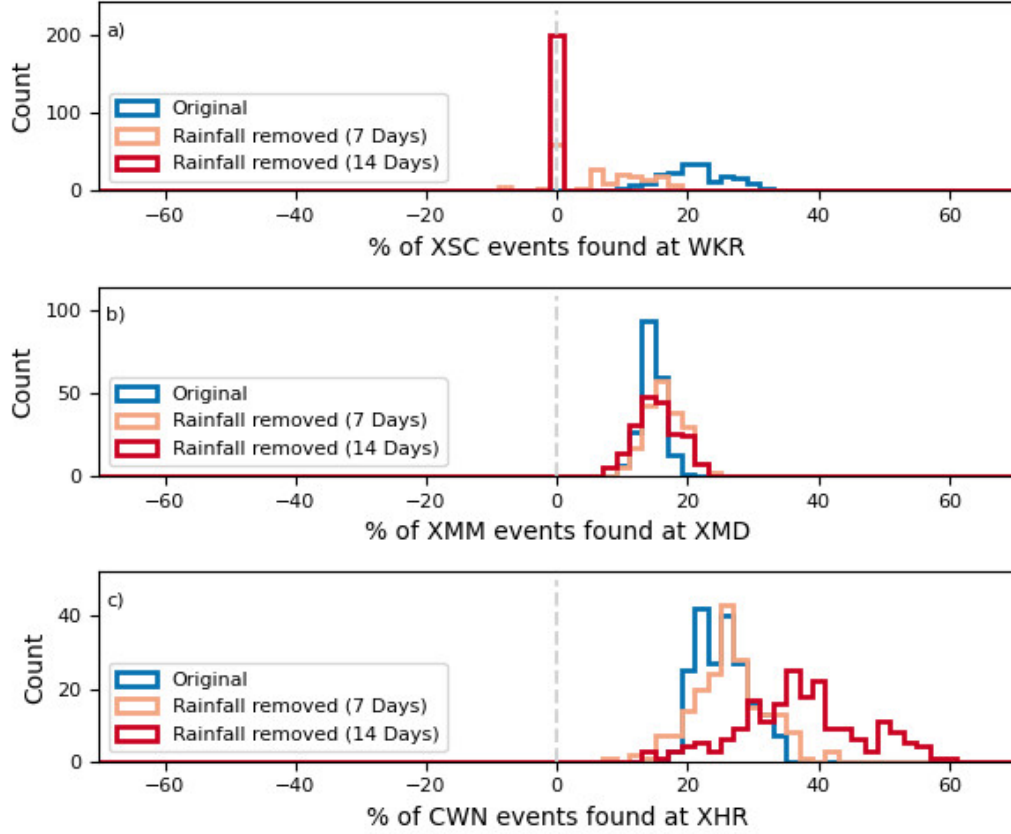 a)
200
100
0
Count
Original
Rainfall removed (7 Days)
Rainfall removed (14 Days)
−60 −40 −20 0 20 40 60
% of XSC events found at WKR
b)
100
50
0
Count
Original
Rainfall removed (7 Days)
Rainfall removed (14 Days)
−60 −40 −20 0 20 40 60
% of XMM events found at XMD
c)
40
20
0
Count
Original
Rainfall removed (7 Days)
Rainfall removed (14 Days)
−60 −40 −20 0 20 40 60
% of CWN events found at XHR